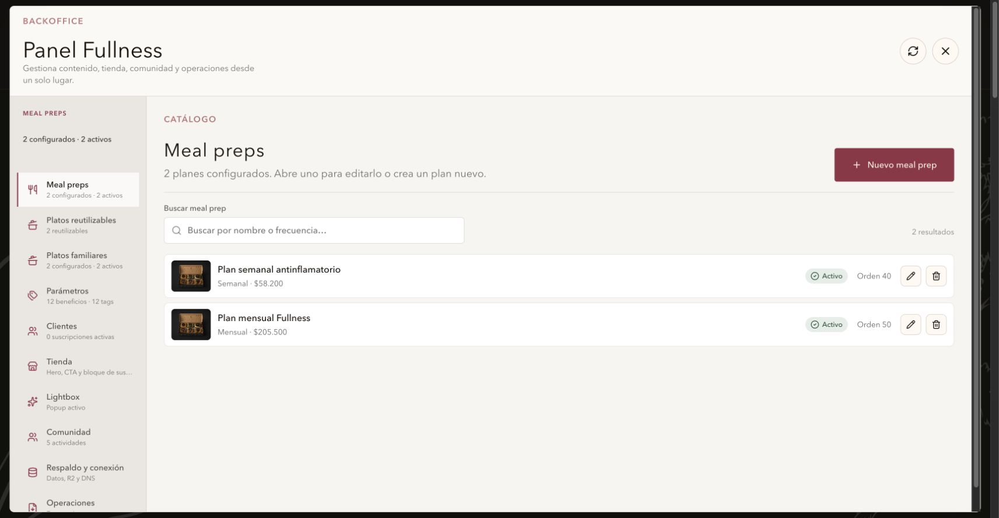 BACKOFFICE
Panel Fullness
Gestiona contenido, tienda, comunidad y operaciones desde
un solo lugar.
MEAL PREPS
2 configurados · 2 activos
Meal preps
2 configurados · 2 activos
Platos reutilizables
2 reutilizables
Platos familiares
2 configurados · 2 activos
Parámetros
12 beneficios · 12 tags
Clientes
0 suscripciones activas
Tienda
Hero, CTA y bloque de sus...
Lightbox
Popup activo
Comunidad
5 actividades
Respaldo y conexión
Datos, R2 y DNS
Operaciones
CATÁLOGO
Meal preps
2 planes configurados. Abre uno para editarlo o crea un plan nuevo.
+ Nuevo meal prep
Buscar meal prep
Buscar por nombre o frecuencia...
2 resultados
Plan semanal antinflamatorio
Semanal · $58.200
Activo
Orden 40
Plan mensual Fullness
Mensual · $205.500
Activo
Orden 50